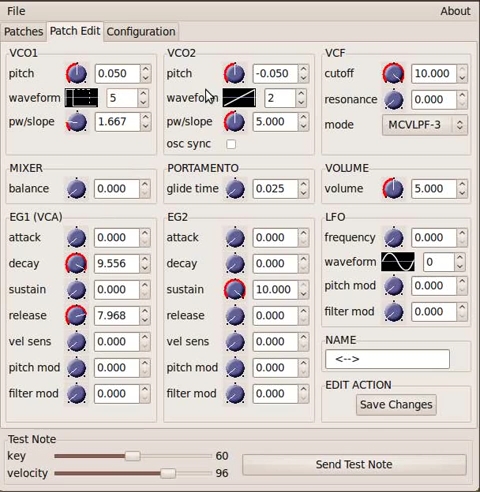 File About
Patches Patch Edit Configuration
VCO1
pitch 0.050
waveform 5
pw/slope 1.667
VCO2
pitch -0.050
waveform 2
pw/slope 5.000
osc sync
VCF
cutoff 10.000
resonance 0.000
mode MCVLPF-3
MIXER
balance 0.000
PORTAMENTO
glide time 0.025
VOLUME
volume 5.000
EG1 (VCA)
attack 0.000
decay 9.556
sustain 0.000
release 7.968
vel sens 0.000
pitch mod 0.000
filter mod 0.000
EG2
attack 0.000
decay 0.000
sustain 10.000
release 0.000
vel sens 0.000
pitch mod 0.000
filter mod 0.000
LFO
frequency 0.000
waveform 0
pitch mod 0.000
filter mod 0.000
NAME
<-->
EDIT ACTION
Save Changes
Test Note
key 60
velocity 96
Send Test Note